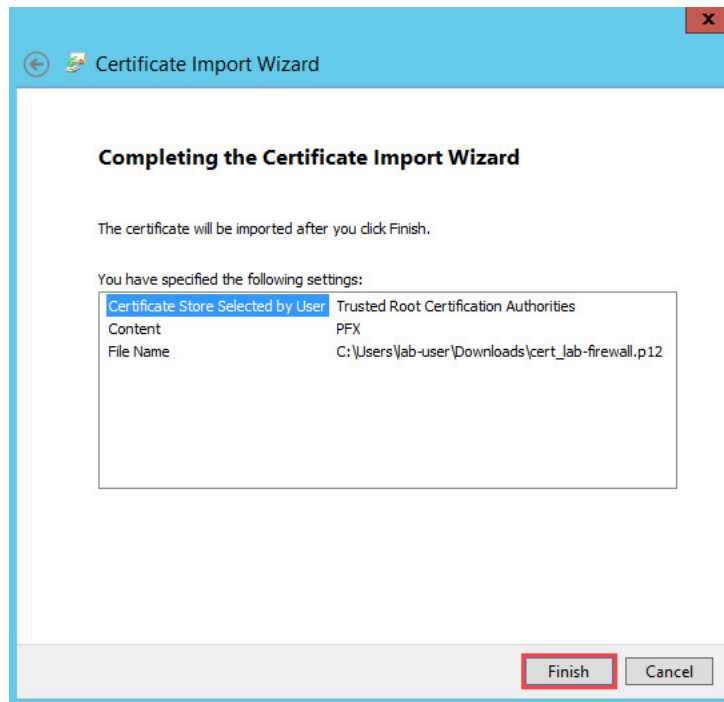 x
Certificate Import Wizard
Completing the Certificate Import Wizard
The certificate will be imported after you click Finish.
You have specified the following settings:
Certificate Store Selected by User Trusted Root Certification Authorities
Content PFX
File Name C:\Users\lab-user\Downloads\cert_lab-firewall.p12
Finish Cancel